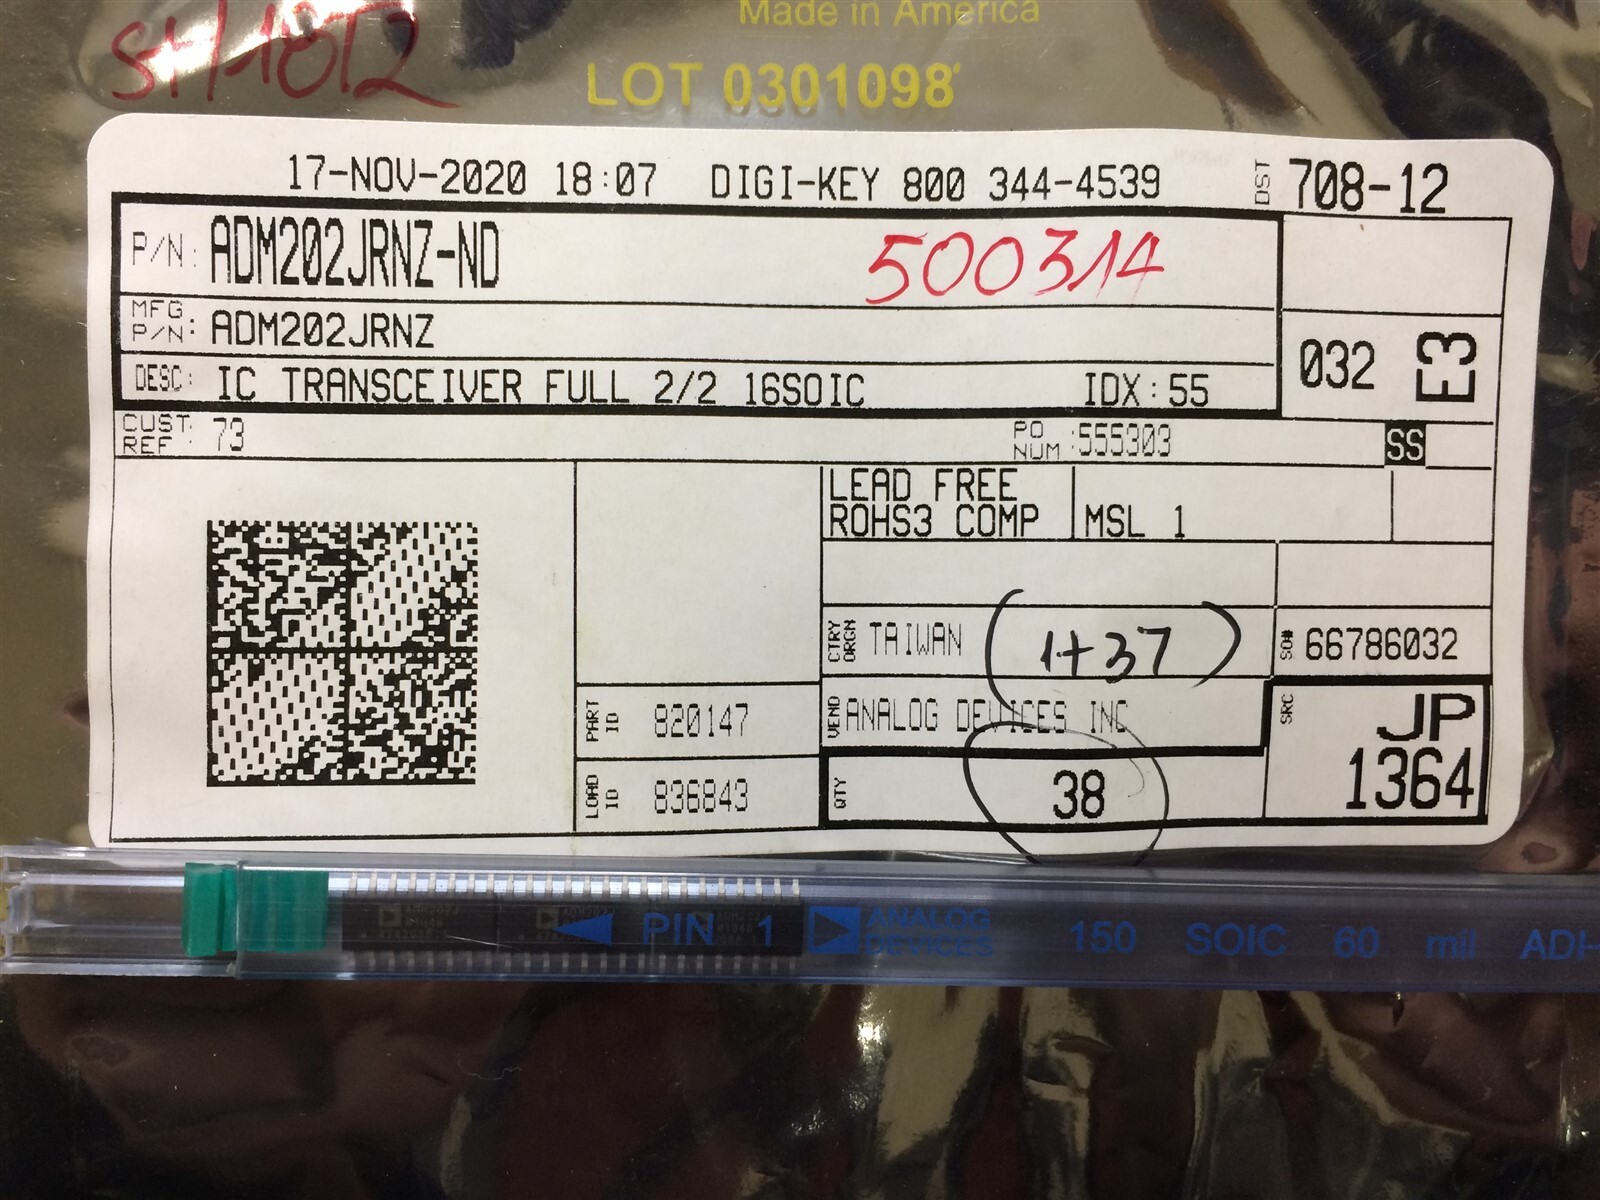 Made in America
LOT 0301098
17-NOV-2020 18:07 DIGI-KEY 800 344-4539 DST 708-12
P/N: ADM202JRNZ-ND 500314
MFG P/N: ADM202JRNZ
DESC: IC TRANSCEIVER FULL 2/2 16SOIC IDX:55
032 E3
CUST REF : 73 PO NUM :555303 SS
LEAD FREE
ROHS3 COMP MSL 1
CTRY ORGN TAIWAN (1+37) SO# 66786032
PART ID 820147 VEND ANALOG DEVICES INC SRC JP
1364
LOAD ID 836843 QTY 38
PIN 1 ANALOG DEVICES 150 SOIC 60 mil ADI-